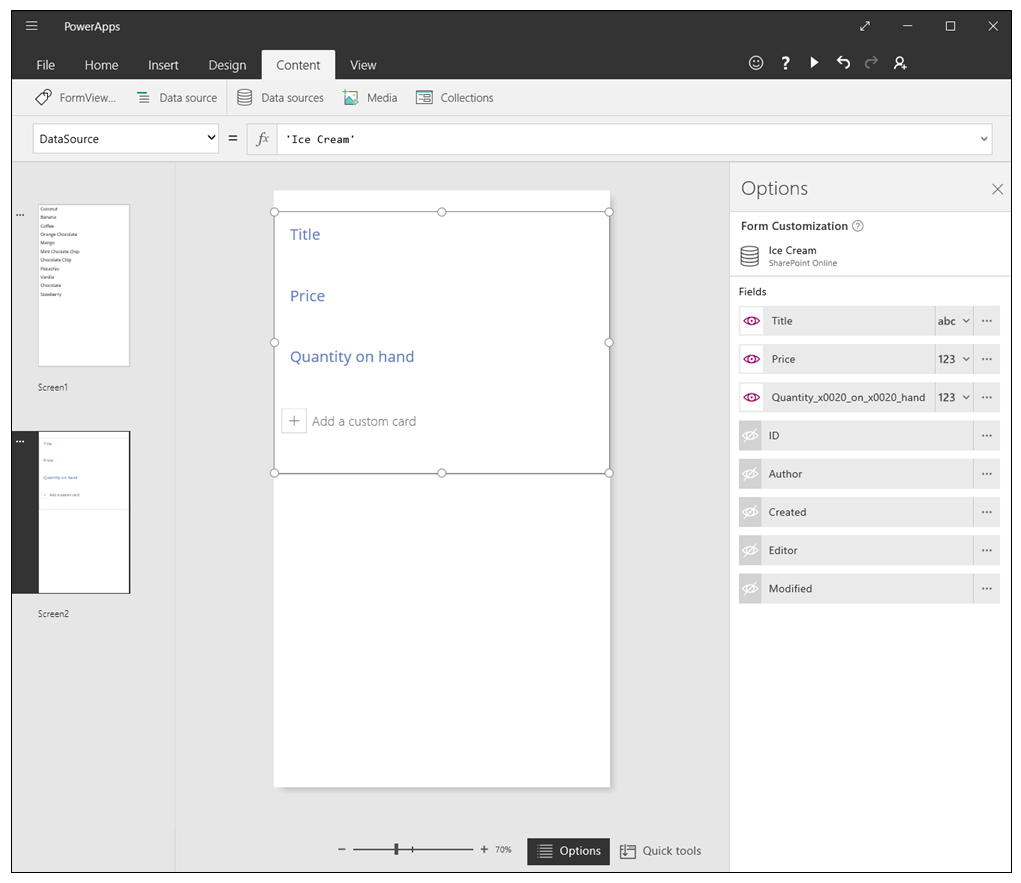 PowerApps
File Home Insert Design Content View
FormView... Data source Data sources Media Collections
DataSource = fx 'Ice Cream'
Coconut
Banana
Coffee
Orange Chocolate
Mango
Mint Chocolate Chip
Chocolate Chip
Pistachio
Vanilla
Chocolate
Strawberry
Screen1
Title
Price
Quantity on hand
+ Add a custom card
Screen2
Title
Price
Quantity on hand
+ Add a custom card
Options
Form Customization ?
Ice Cream
SharePoint Online
Fields
Title abc ...
Price 123 ...
Quantity_x0020_on_x0020_hand 123 ...
ID ...
Author ...
Created ...
Editor ...
Modified ...
− + 70% Options Quick tools